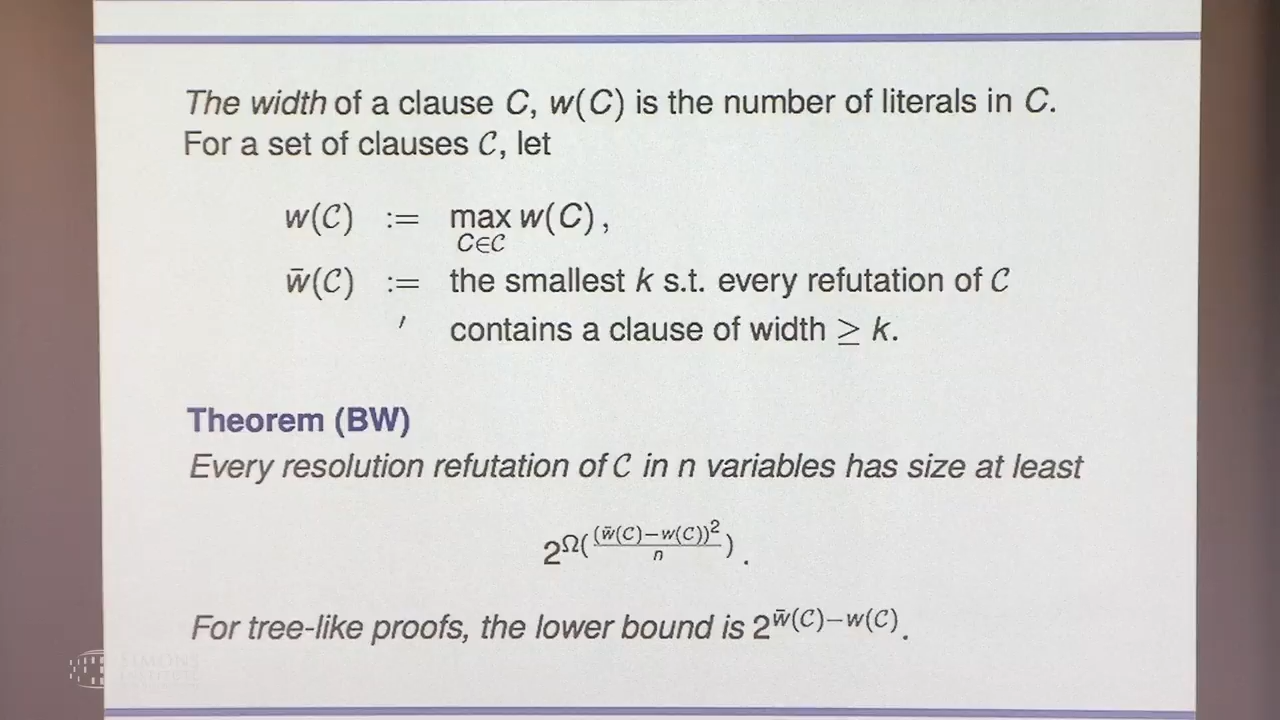 The width of a clause C, w(C) is the number of literals in C.
For a set of clauses 𝒞, let
w(𝒞) := max w(C),
C∈𝒞
w̄(𝒞) := the smallest k s.t. every refutation of 𝒞
contains a clause of width ≥ k.
Theorem (BW)
Every resolution refutation of 𝒞 in n variables has size at least
2^Ω((w̄(𝒞)−w(𝒞))²/n) .
For tree-like proofs, the lower bound is 2^w̄(𝒞)−w(𝒞).